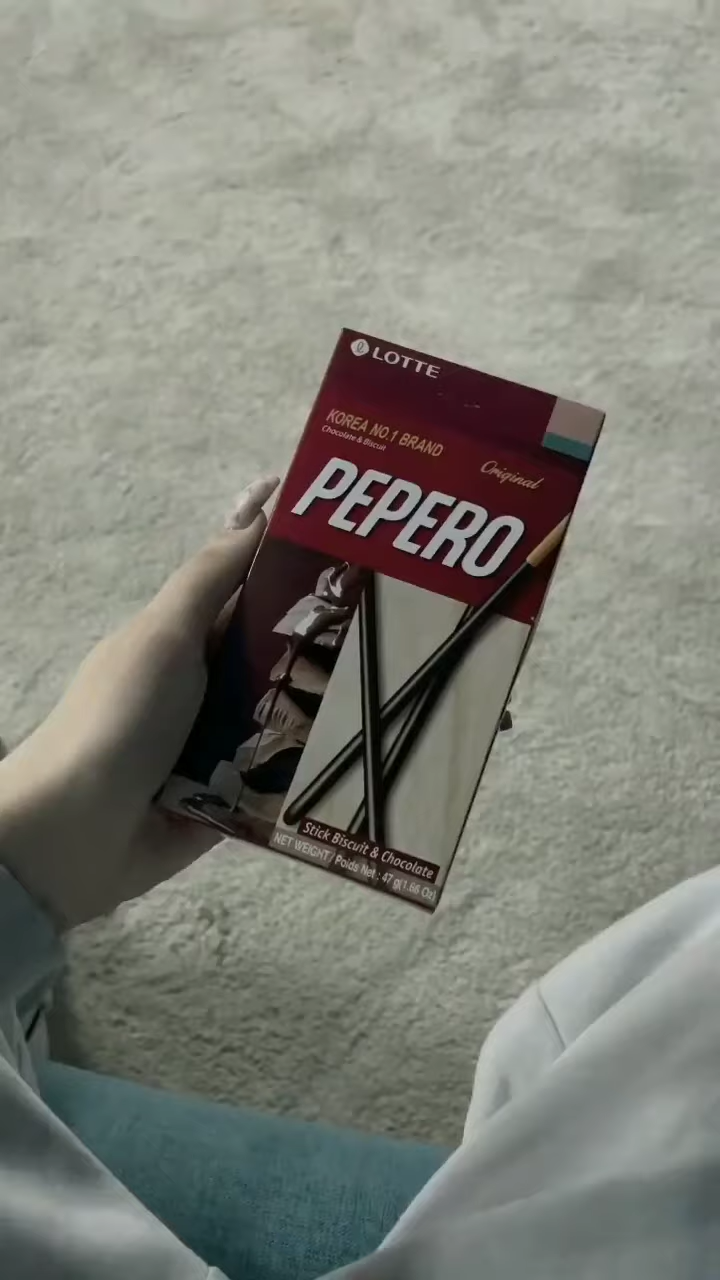 LOTTE
KOREA NO.1 BRAND
Chocolate & Biscuit
Original
PEPERO
Stick Biscuit & Chocolate
NET WEIGHT / Poids Net : 47 g(1.66 Oz)